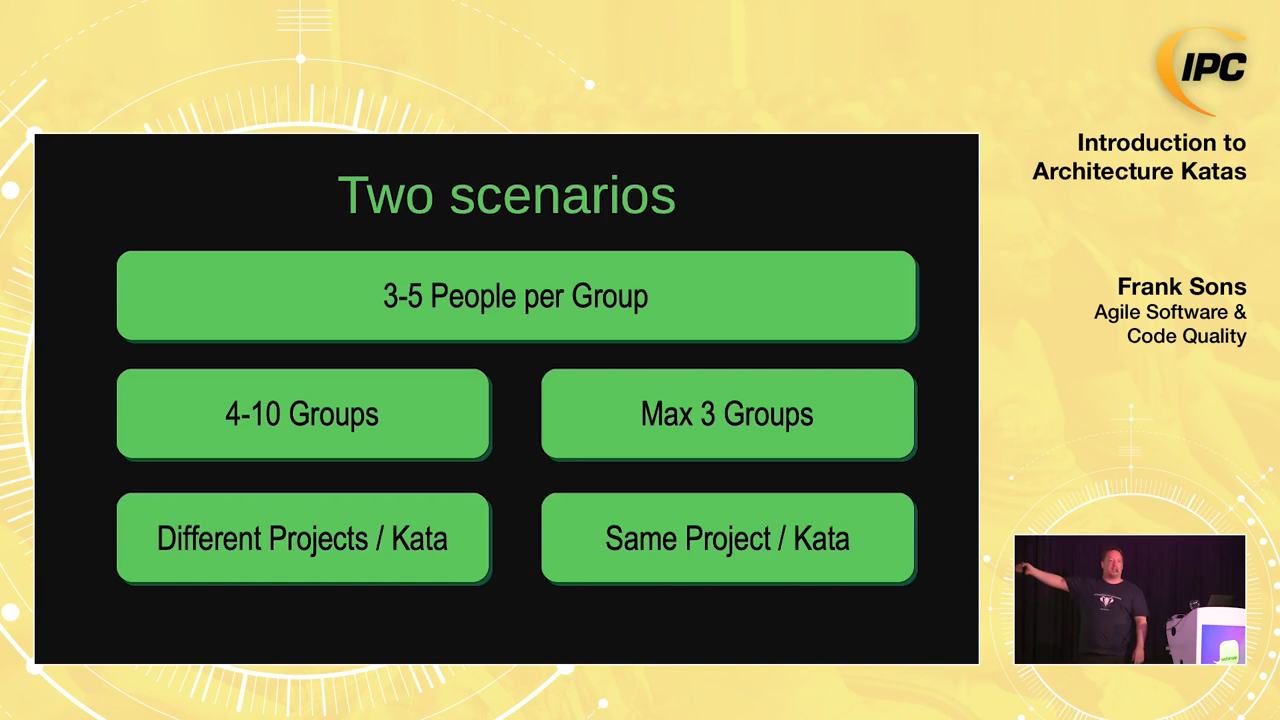 IPC
Introduction to
Architecture Katas
Frank Sons
Agile Software &
Code Quality
Two scenarios
3-5 People per Group
4-10 Groups
Max 3 Groups
Different Projects / Kata
Same Project / Kata